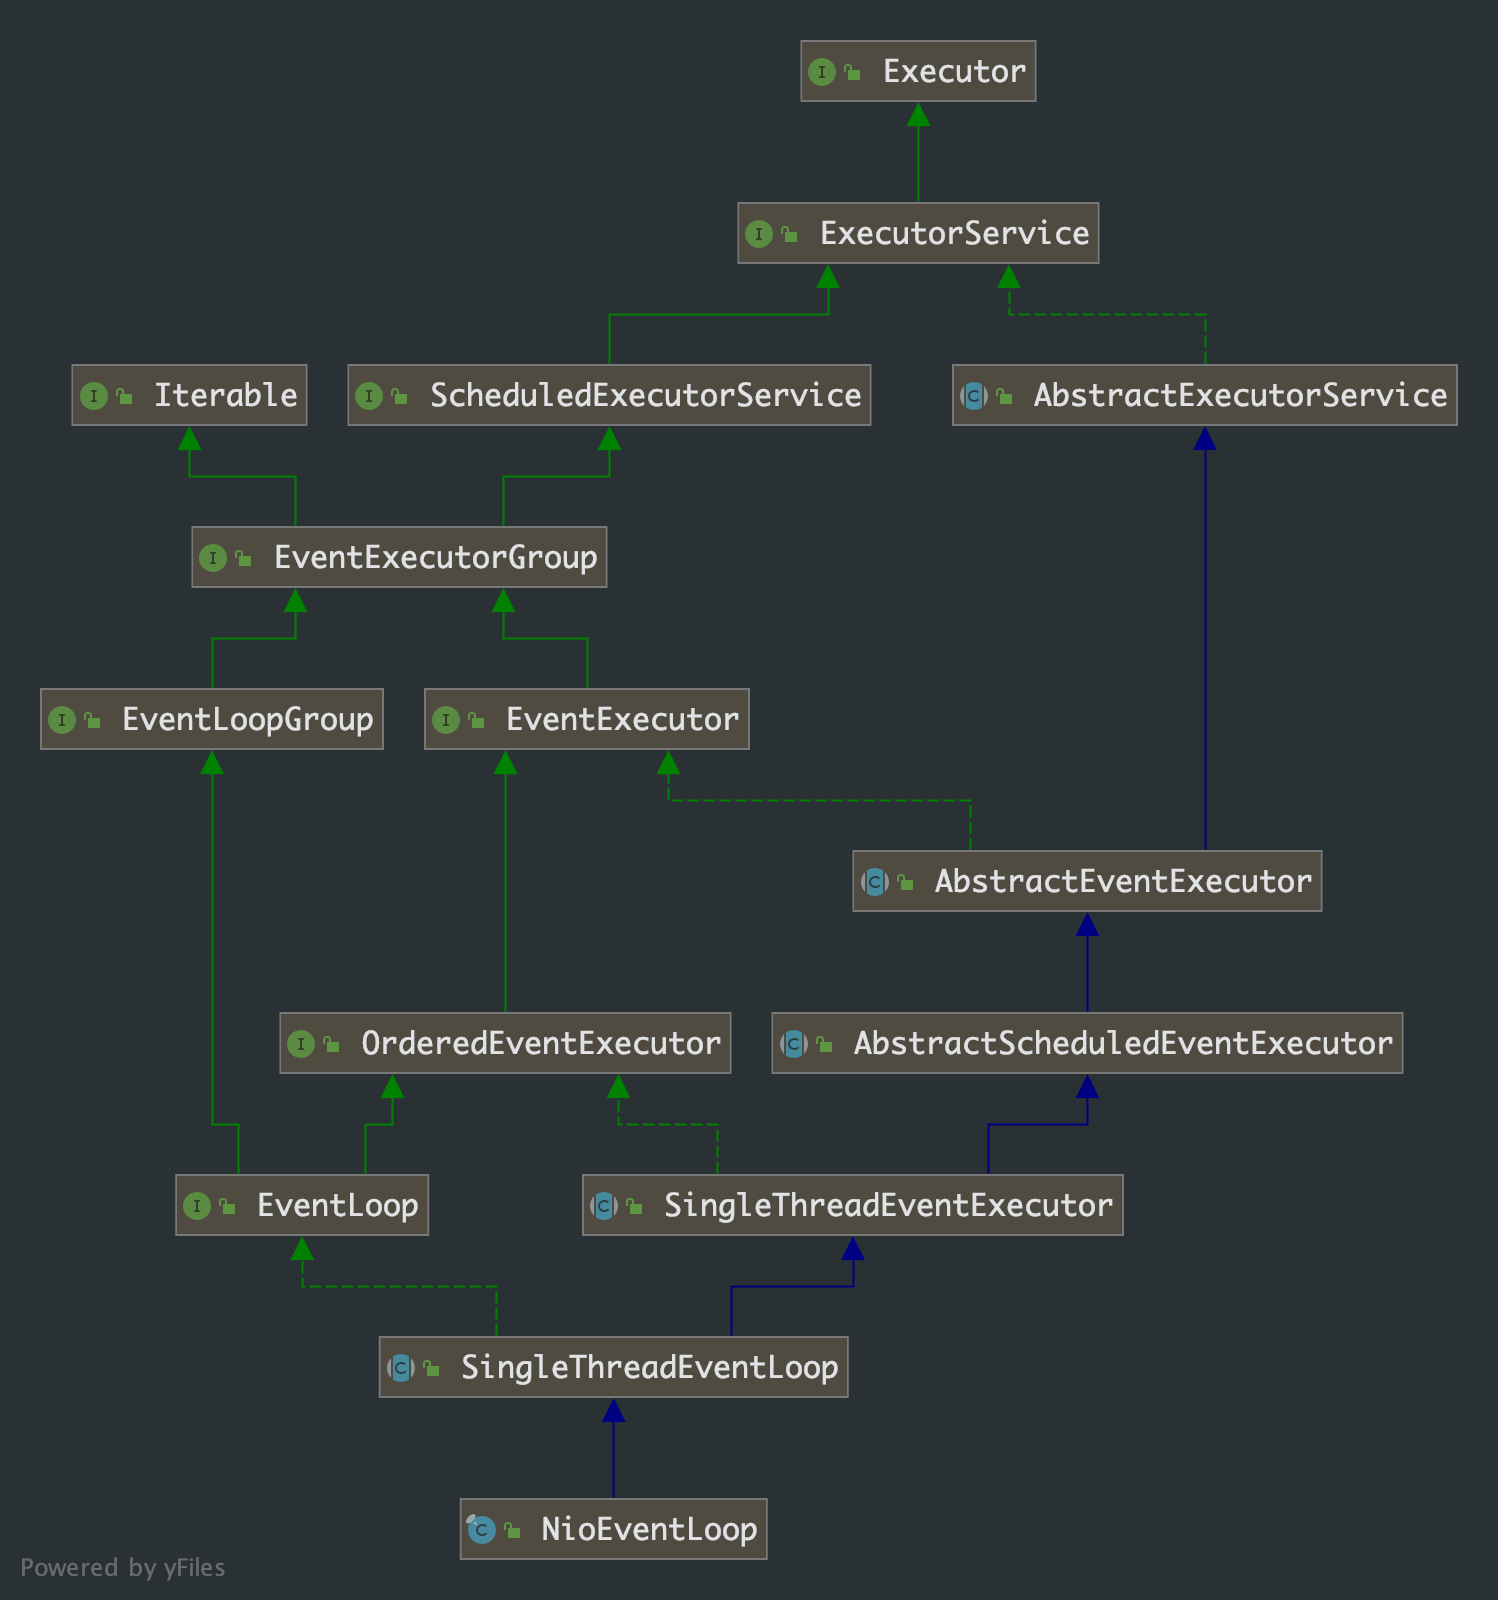 Executor
ExecutorService
Iterable
ScheduledExecutorService
AbstractExecutorService
EventExecutorGroup
EventLoopGroup
EventExecutor
AbstractEventExecutor
OrderedEventExecutor
AbstractScheduledEventExecutor
EventLoop
SingleThreadEventExecutor
SingleThreadEventLoop
NioEventLoop
Powered by yFiles